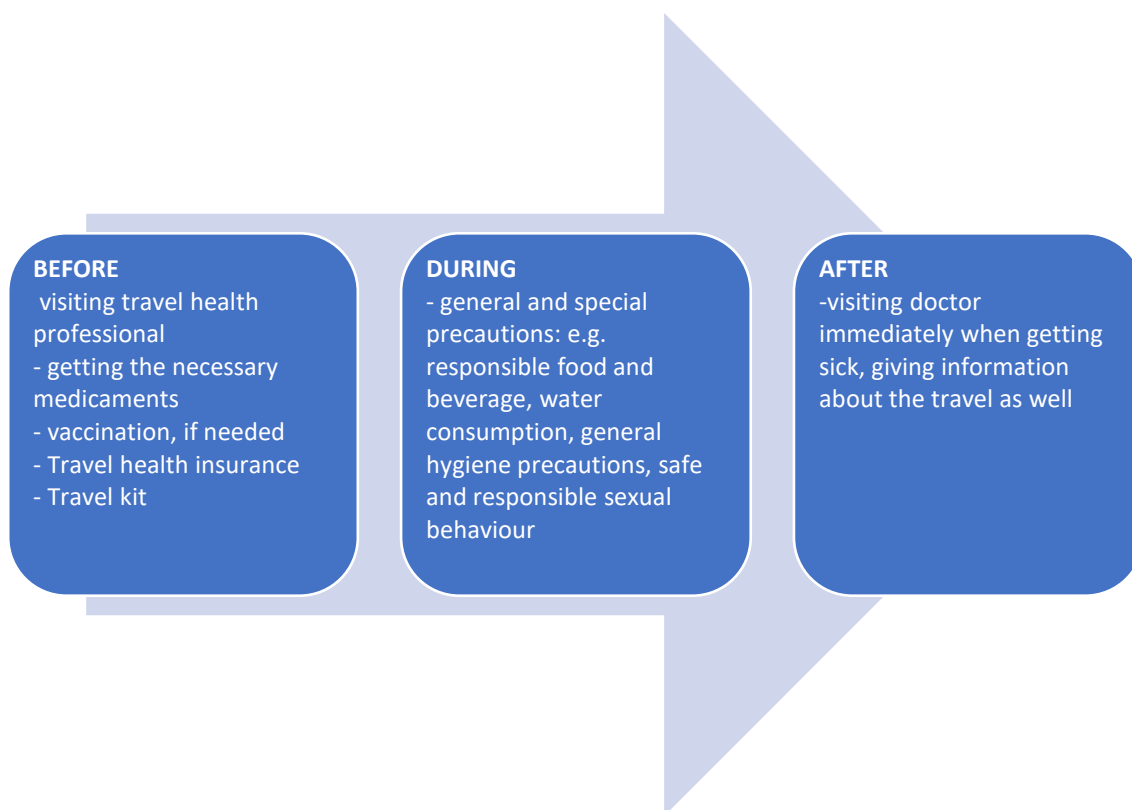 BEFORE
visiting travel health
professional
- getting the necessary
medicaments
- vaccination, if needed
- Travel health insurance
- Travel kit
DURING
- general and special
precautions: e.g.
responsible food and
beverage, water
consumption, general
hygiene precautions, safe
and responsible sexual
behaviour
AFTER
-visiting doctor
immediately when getting
sick, giving information
about the travel as well